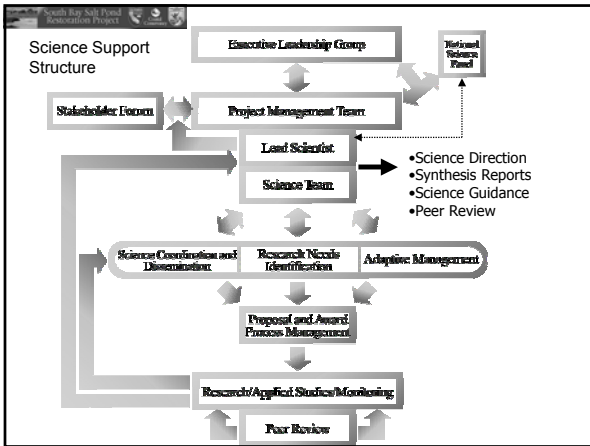 South Bay Salt Pond
Restoration Project
Science Support
Structure
Executive Leadership Group
National
Science
Panel
Stakeholder Forum
Project Management Team
Lead Scientist
Science Team
•Science Direction
•Synthesis Reports
•Science Guidance
•Peer Review
Science Coordination and
Dissemination
Research Needs
Identification
Adaptive Management
Proposal and Award
Process Management
Research/Applied Studies/Monitoring
Peer Review